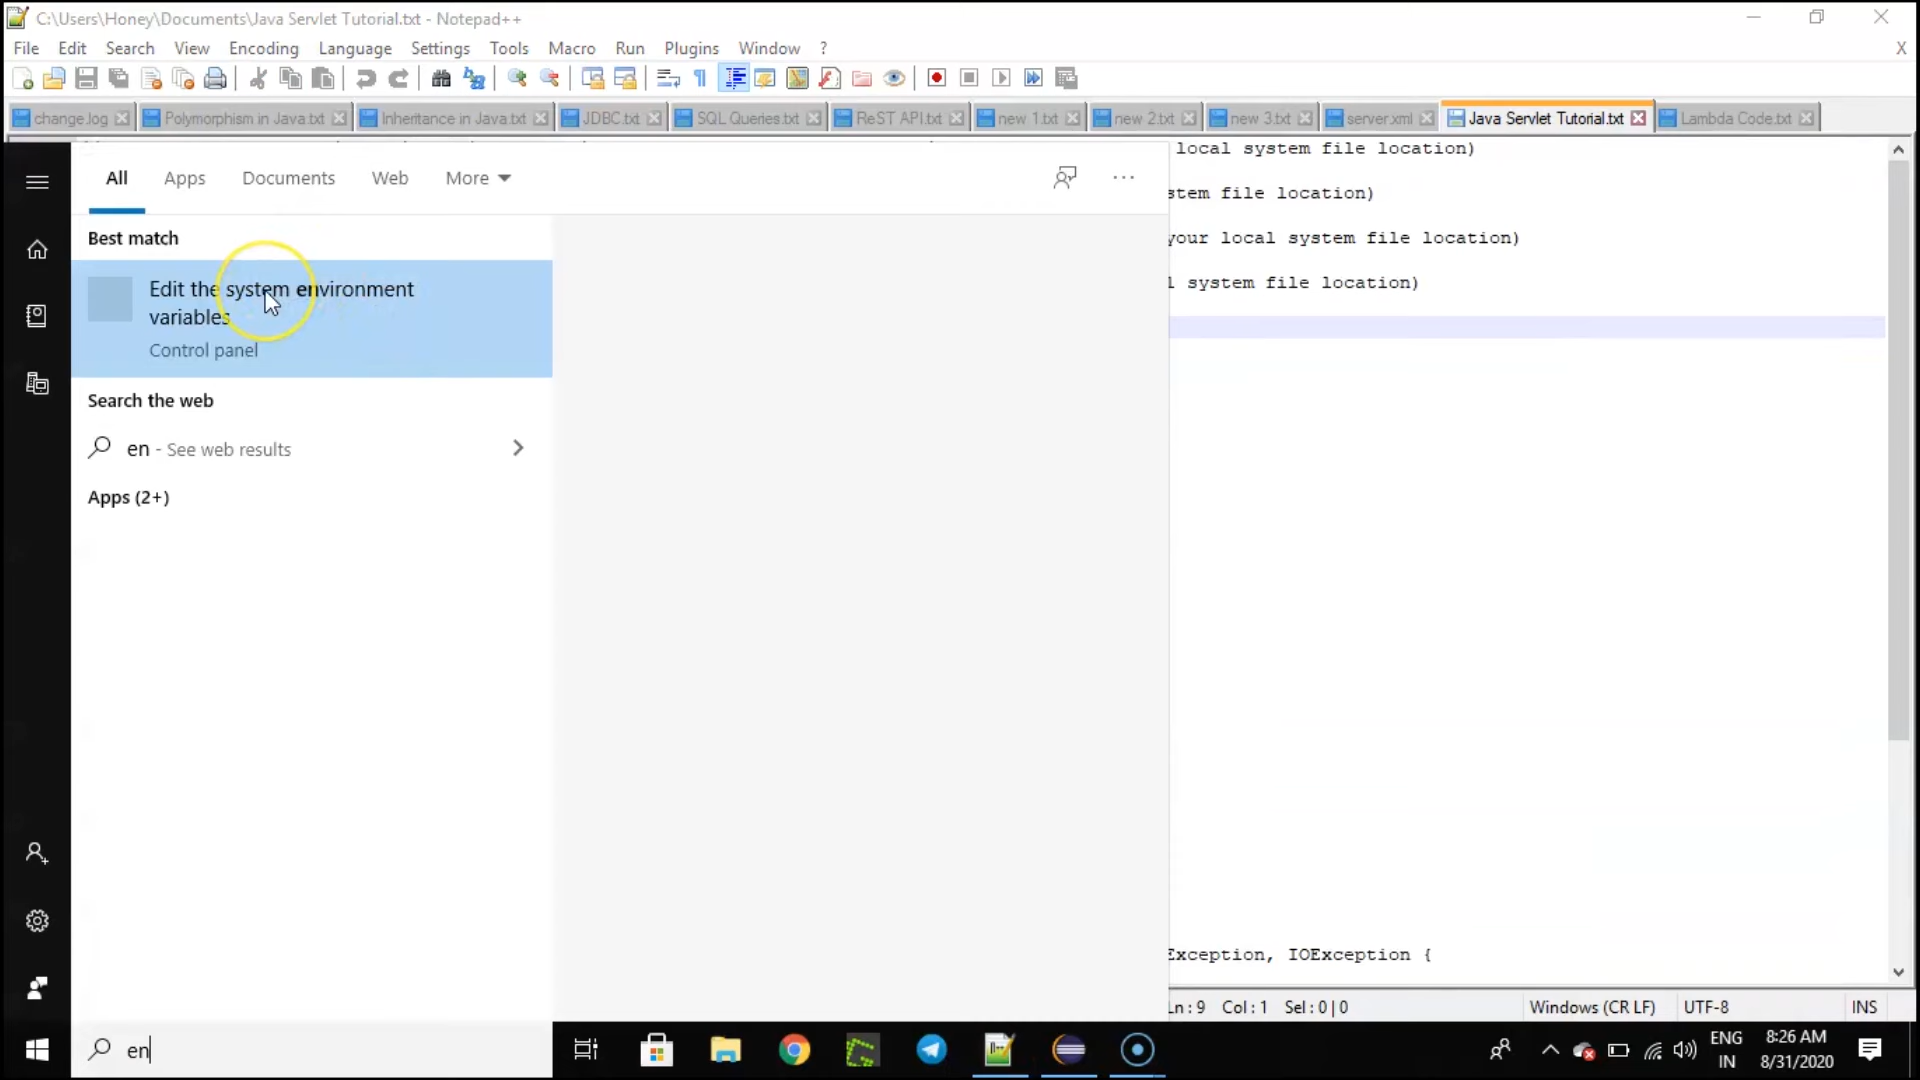 C:\Users\Honey\Documents\Java Servlet Tutorial.txt - Notepad++
File Edit Search View Encoding Language Settings Tools Macro Run Plugins Window ? X
change.log Polymorphism in Java.txt Inheritance in Java.txt JDBC.txt SQL Queries.txt ReST API.txt new 1.txt new 2.txt new 3.txt server.xml Java Servlet Tutorial.txt Lambda Code.txt
local system file location)
stem file location)
your local system file location)
l system file location)
All Apps Documents Web More
Best match
Edit the system environment
variables
Control panel
Search the web
en - See web results
Apps (2+)
Exception, IOException {
Ln : 9 Col : 1 Sel : 0 | 0 Windows (CR LF) UTF-8 INS
en
ENG
IN
8:26 AM
8/31/2020